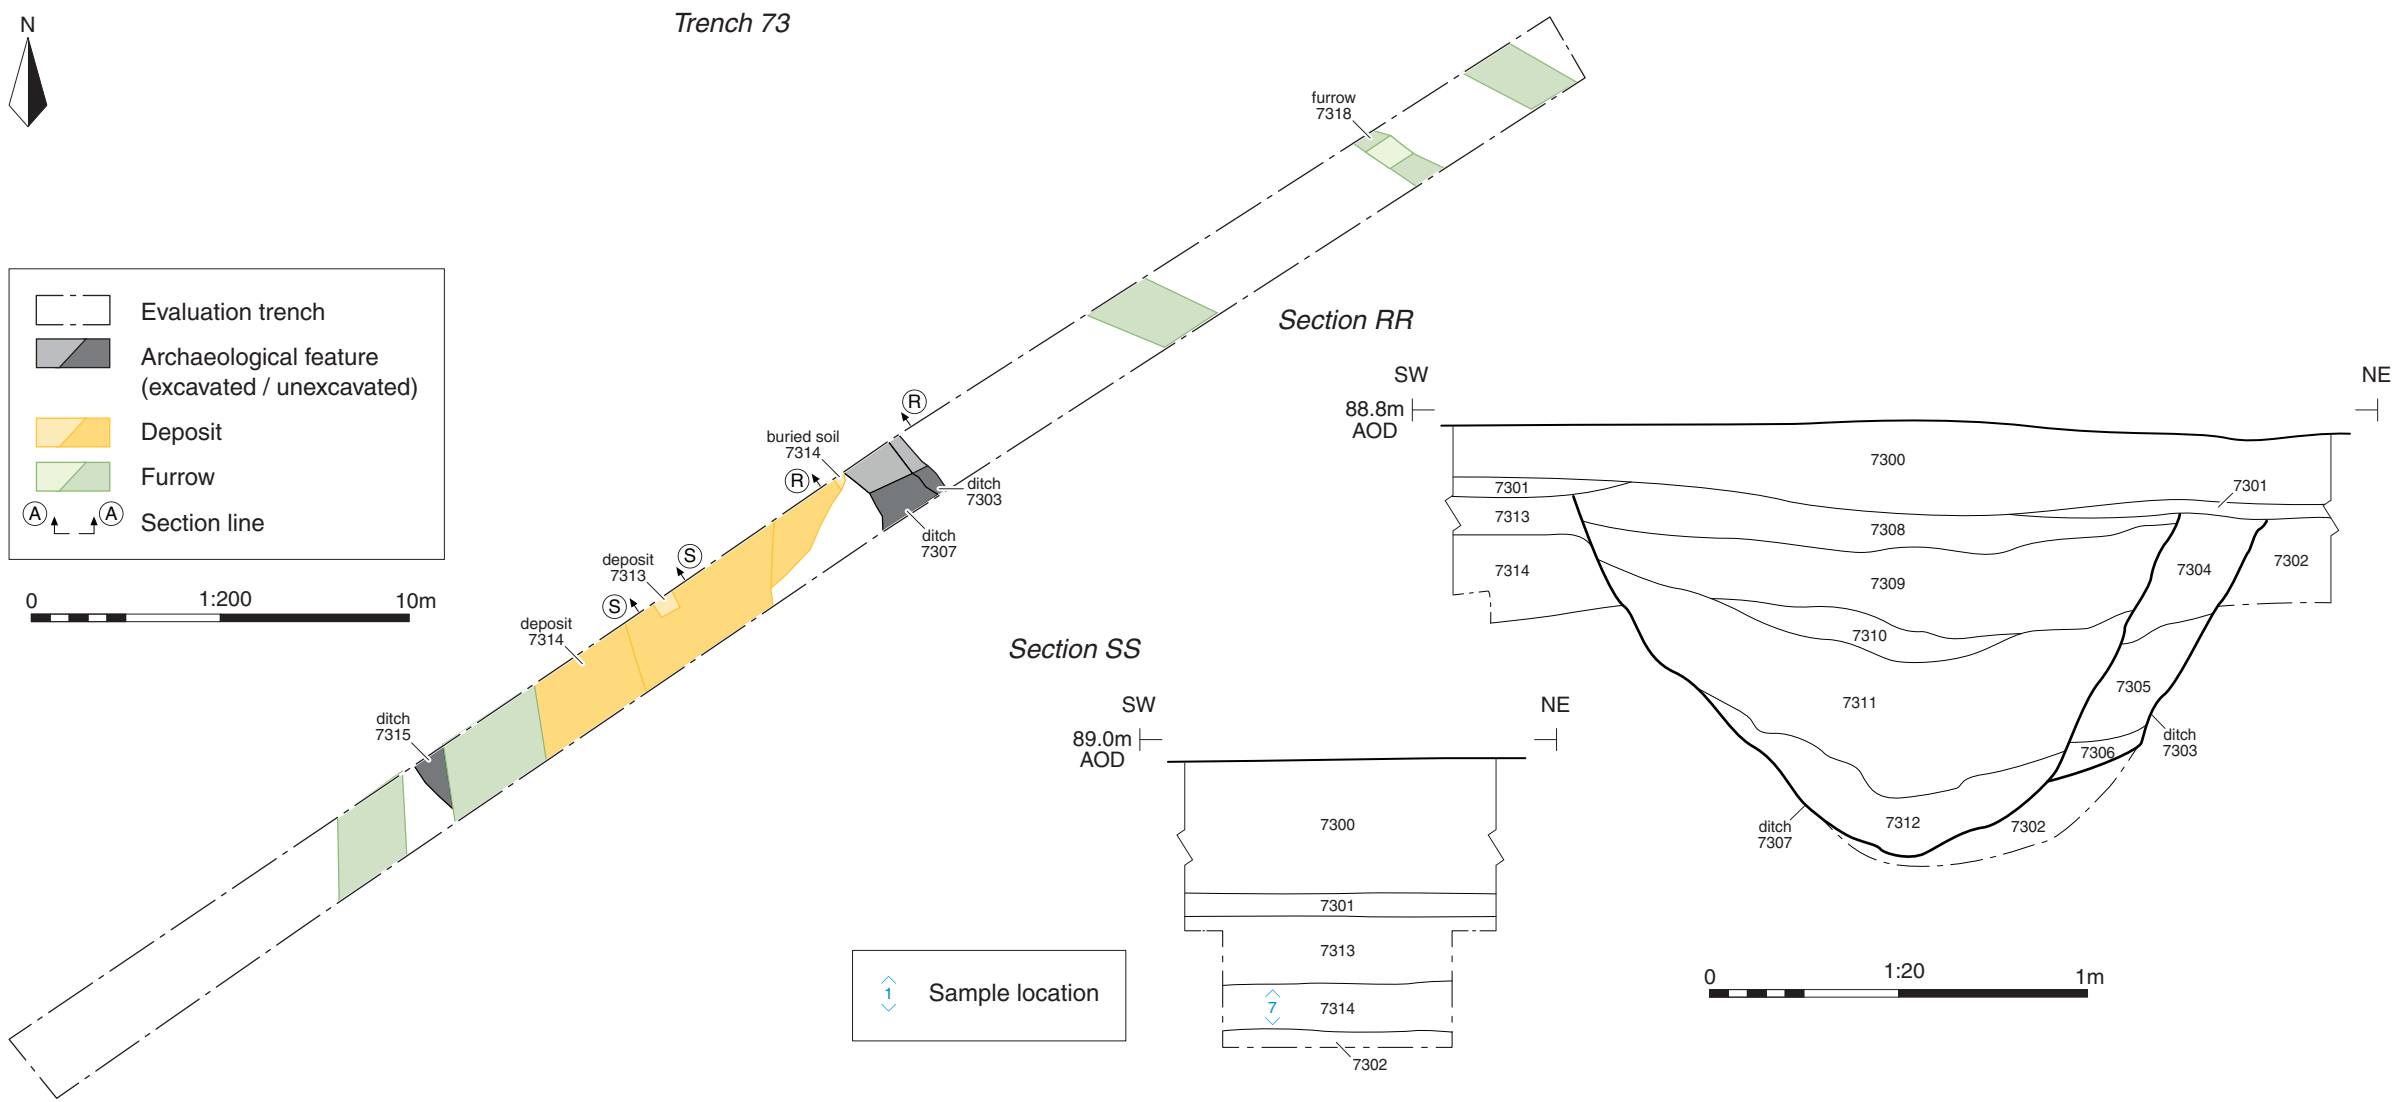 Trench 73
N
furrow
7318
Evaluation trench
Archaeological feature
(excavated / unexcavated)
Deposit
Furrow
A
A
Section line
0
1:200
10m
R
R
buried soil
7314
ditch
7303
ditch
7307
S
S
deposit
7313
deposit
7314
ditch
7315
Section RR
SW
NE
88.8m
AOD
7300
7301
7301
7313
7308
7314
7309
7304
7302
7310
7311
7305
7306
ditch
7303
7312
7302
ditch
7307
Section SS
SW
NE
89.0m
AOD
7300
7301
7313
7
7314
7302
1
Sample location
0
1:20
1m